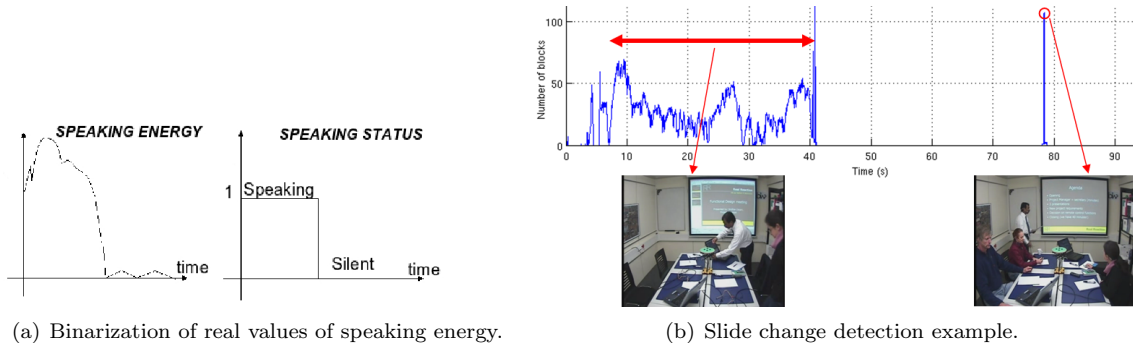 SPEAKING ENERGY
time
SPEAKING STATUS
1
Speaking
Silent
time
Number of blocks
100
50
0
0 10 20 30 40 50 60 70 80 90
Time (s)
agenda
(a) Binarization of real values of speaking energy.
(b) Slide change detection example.